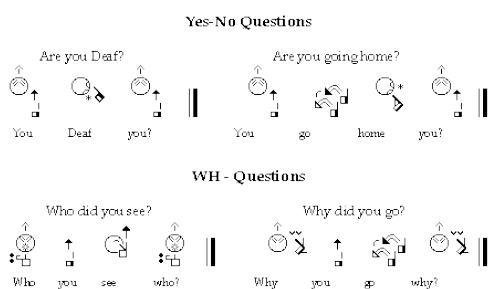 Yes-No Questions
Are you Deaf?
You Deaf you?
Are you going home?
You go home you?
WH - Questions
Who did you see?
Who you see who?
Why did you go?
Why you go why?